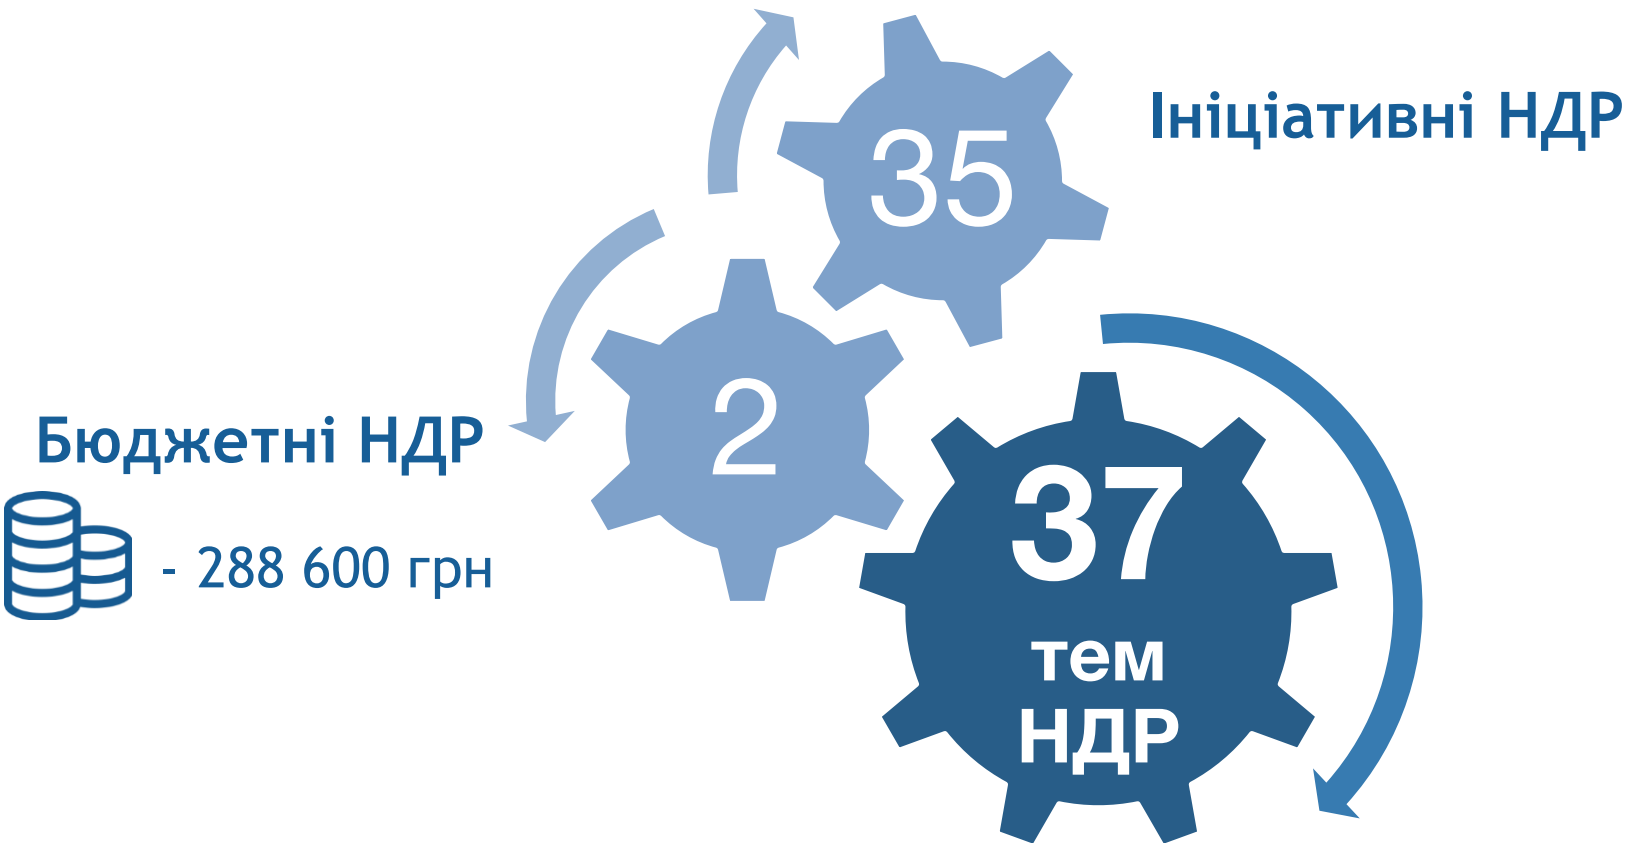 35
Ініціативні НДР
2
Бюджетні НДР
- 288 600 грн
37
тем
НДР